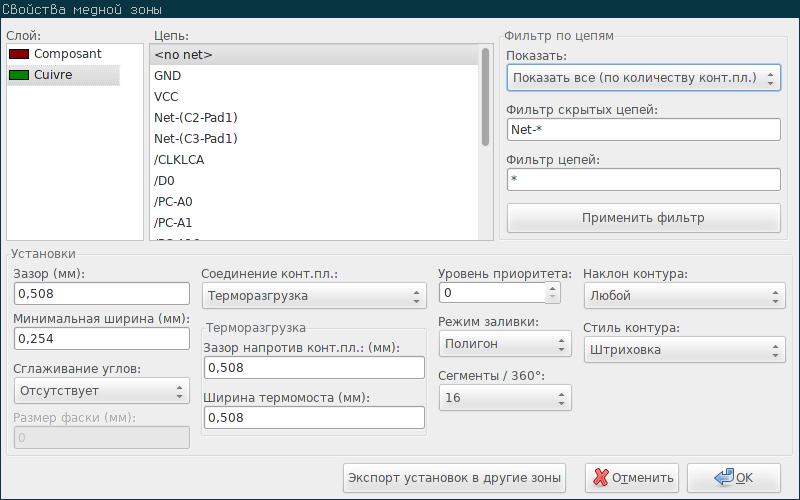 Свойства медной зоны
Слой:
Composant
Cuivre
Цепь:
<no net>
GND
VCC
Net-(C2-Pad1)
Net-(C3-Pad1)
/CLKLCA
/D0
/PC-A0
/PC-A1
Фильтр по цепям
Показать:
Показать все (по количеству конт.пл.)
Фильтр скрытых цепей:
Net-*
Фильтр цепей:
*
Применить фильтр
Установки
Зазор (мм):
0,508
Минимальная ширина (мм):
0,254
Сглаживание углов:
Отсутствует
Размер фаски (мм):
0
Соединение конт.пл.:
Терморазгрузка
Терморазгрузка
Зазор напротив конт.пл.: (мм):
0,508
Ширина термомоста (мм):
0,508
Уровень приоритета:
0
Режим заливки:
Полигон
Сегменты / 360°:
16
Наклон контура:
Любой
Стиль контура:
Штриховка
Экспорт установок в другие зоны
Отменить
OK